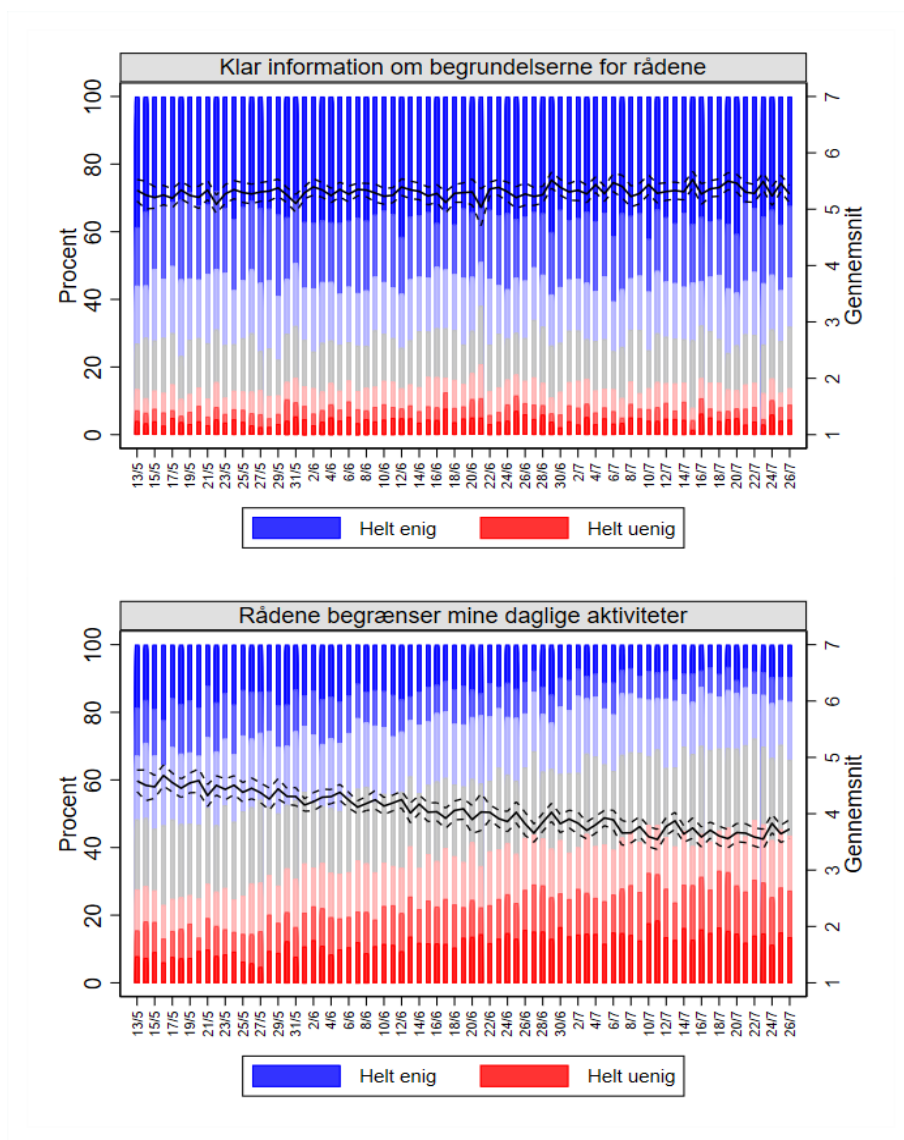 Klar information om begrundelserne for rådene
100
80
60
40
20
0
Procent
7
6
5
4
3
2
1
Gennemsnit
13/5 15/5 17/5 19/5 21/5 23/5 25/5 27/5 29/5 31/5 2/6 4/6 6/6 8/6 10/6 12/6 14/6 16/6 18/6 20/6 22/6 24/6 26/6 28/6 30/6 2/7 4/7 6/7 8/7 10/7 12/7 14/7 16/7 18/7 20/7 22/7 24/7 26/7
Helt enig Helt uenig
Rådene begrænser mine daglige aktiviteter
100
80
60
40
20
0
Procent
7
6
5
4
3
2
1
Gennemsnit
13/5 15/5 17/5 19/5 21/5 23/5 25/5 27/5 29/5 31/5 2/6 4/6 6/6 8/6 10/6 12/6 14/6 16/6 18/6 20/6 22/6 24/6 26/6 28/6 30/6 2/7 4/7 6/7 8/7 10/7 12/7 14/7 16/7 18/7 20/7 22/7 24/7 26/7
Helt enig Helt uenig